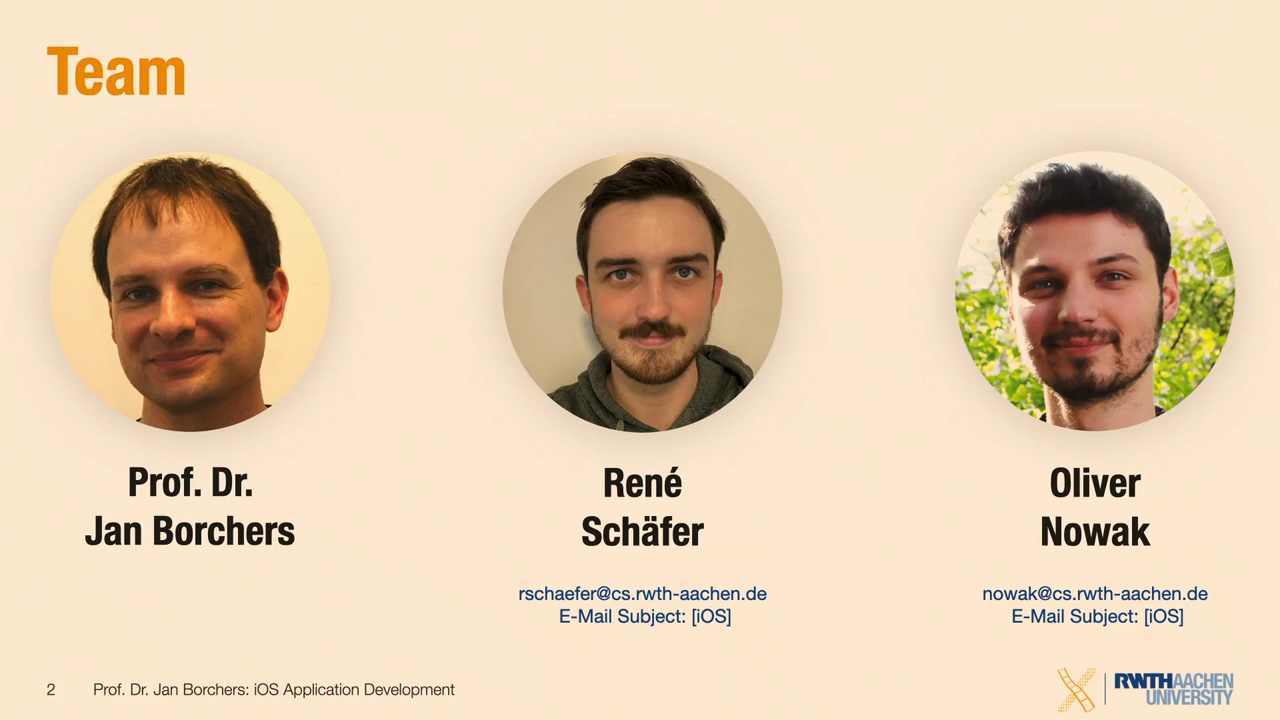 Team
Prof. Dr.
Jan Borchers
René
Schäfer
rschaefer@cs.rwth-aachen.de
E-Mail Subject: [iOS]
Oliver
Nowak
nowak@cs.rwth-aachen.de
E-Mail Subject: [iOS]
2 Prof. Dr. Jan Borchers: iOS Application Development
RWTHAACHEN
UNIVERSITY